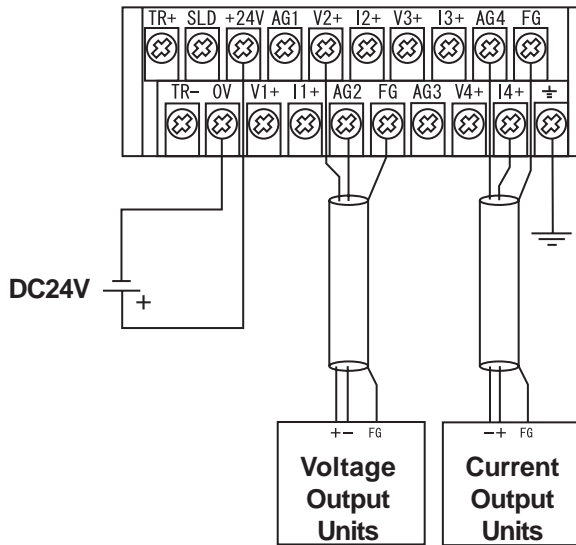 TR+ SLD +24V AG1 V2+ I2+ V3+ I3+ AG4 FG
TR- 0V V1+ I1+ AG2 FG AG3 V4+ I4+
DC24V
+
+- FG
Voltage
Output
Units
-+ FG
Current
Output
Units